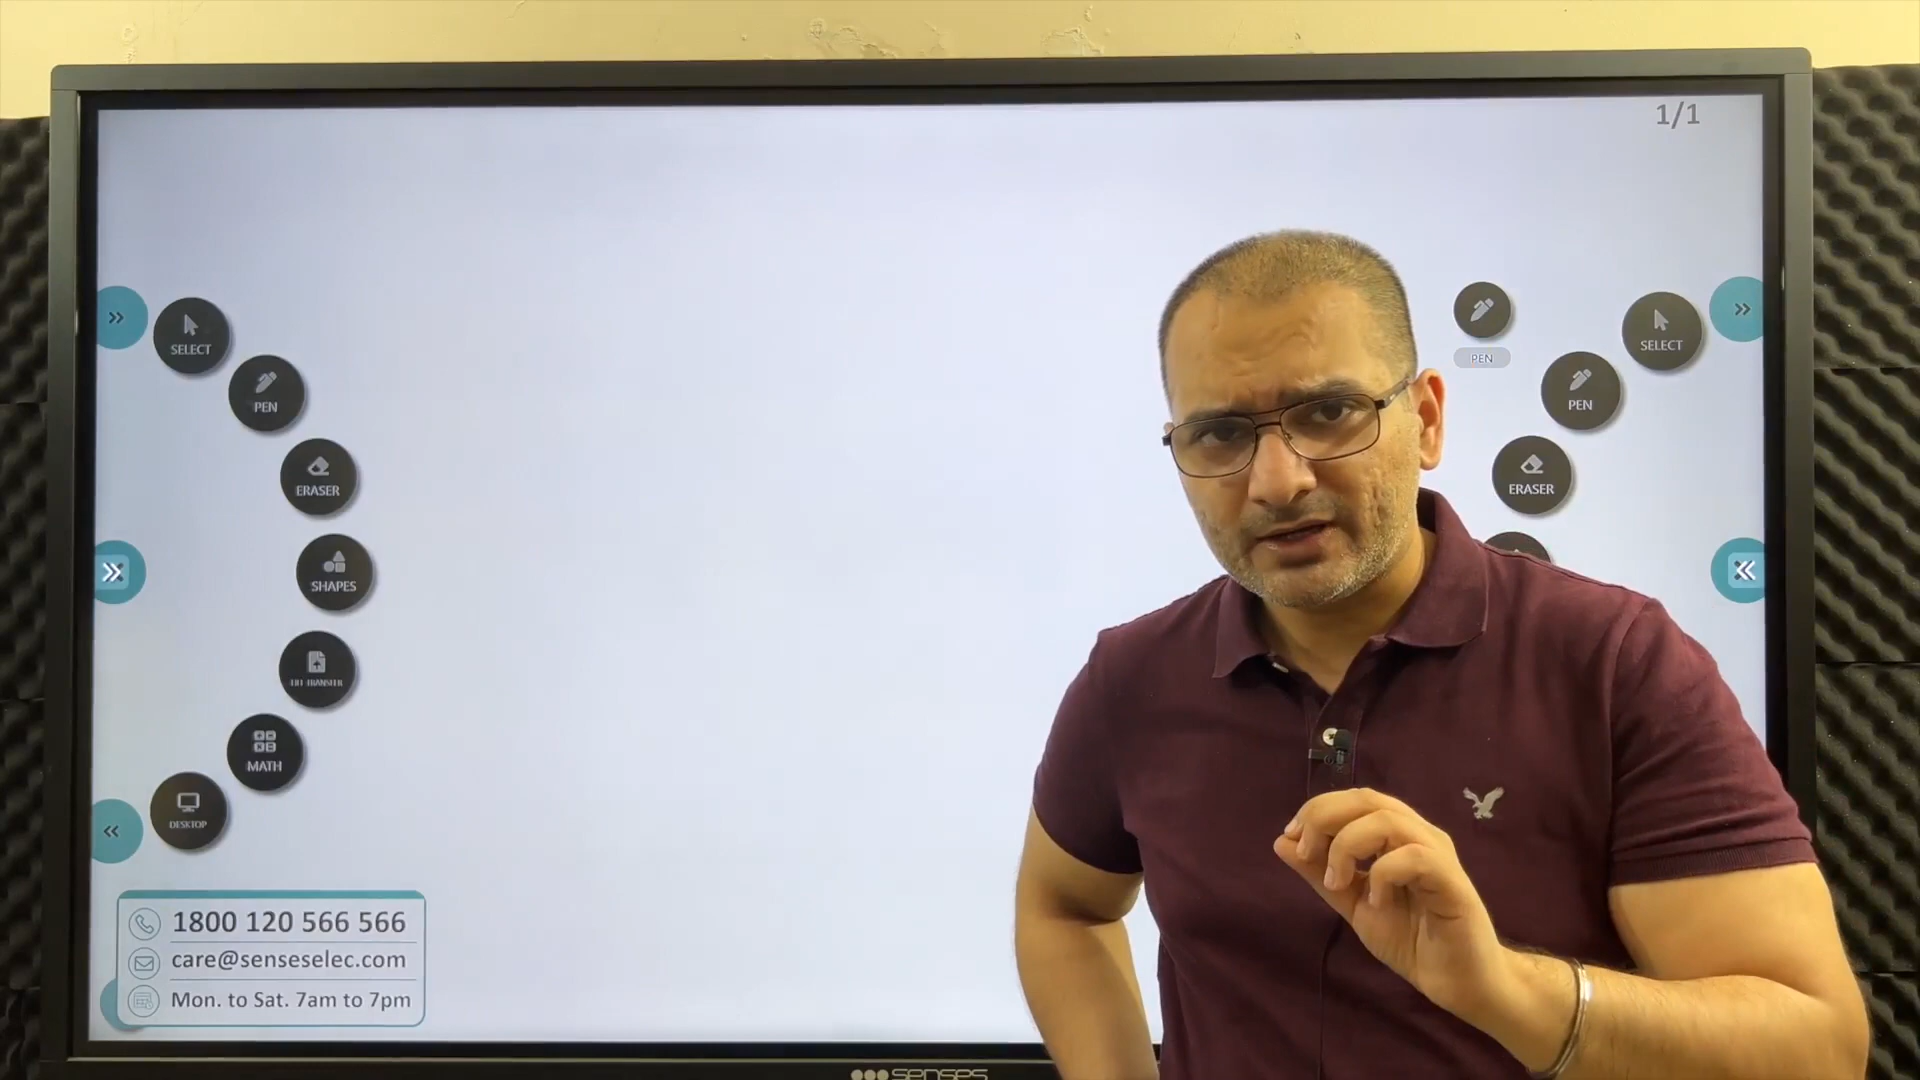 1/1
SELECT
PEN
ERASER
SHAPES
MATH
DESKTOP
PEN
SELECT
PEN
ERASER
1800 120 566 566
care@senseselec.com
Mon. to Sat. 7am to 7pm
senses